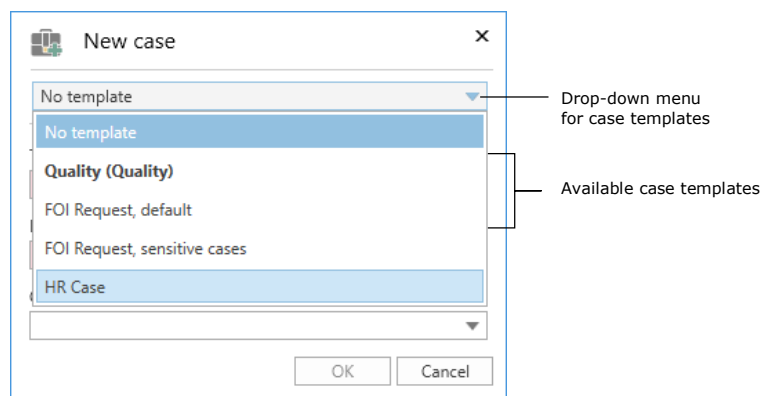 New case
No template
Drop-down menu
for case templates
No template
Quality (Quality)
Available case templates
FOI Request, default
FOI Request, sensitive cases
HR Case
OK
Cancel